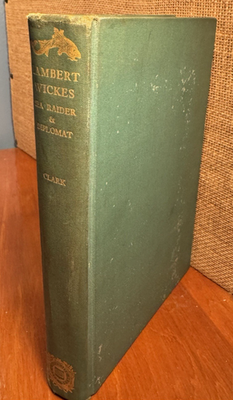 LAMBERT
WICKES
SEA RAIDER
&
DIPLOMAT
CLARK